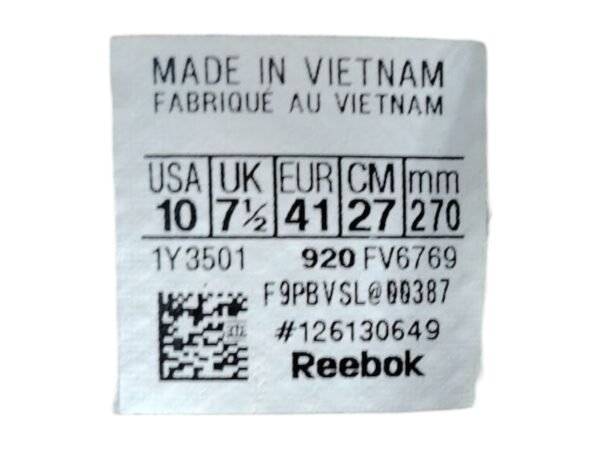 MADE IN VIETNAM
FABRIQUÉ AU VIETNAM
USA UK EUR CM mm
10 7½ 41 27 270
1Y3501 920 FV6769
F9PBVSL@00387
#126130649
Reebok